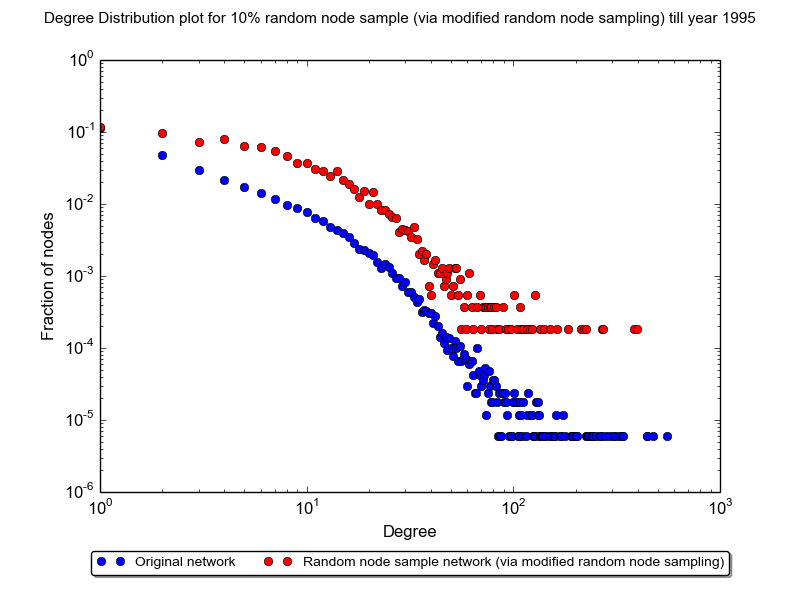 Degree Distribution plot for 10% random node sample (via modified random node sampling) till year 1995
10^0
10^-1
10^-2
10^-3
10^-4
10^-5
10^-6
Fraction of nodes
10^0 10^1 10^2 10^3
Degree
Original network Random node sample network (via modified random node sampling)